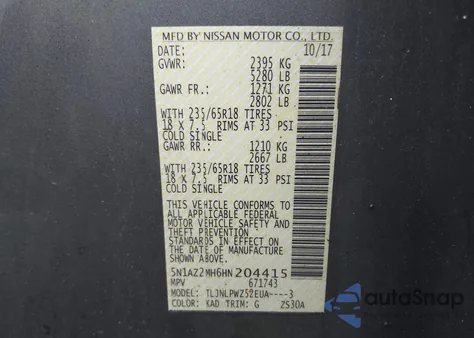 MFD BY NISSAN MOTOR CO., LTD.
DATE: 10/17
GVWR: 2395 KG
5280 LB
GAWR FR.: 1271 KG
2802 LB
WITH 235/65R18 TIRES
18 X 7.5 RIMS AT 33 PSI
COLD SINGLE
GAWR RR.: 1210 KG
2667 LB
WITH 235/65R18 TIRES
18 X 7.5 RIMS AT 33 PSI
COLD SINGLE
THIS VEHICLE CONFORMS TO
ALL APPLICABLE FEDERAL
MOTOR VEHICLE SAFETY AND
THEFT PREVENTION STANDARDS
IN EFFECT ON THE DATE OF
MANUFACTURE SHOWN ABOVE.
5N1AZ2MH6HN204415
MPV 671743
MODEL: TLJNLPWZ52EUA----3
COLOR: KAD TRIM: G ZS30A
autoSnap